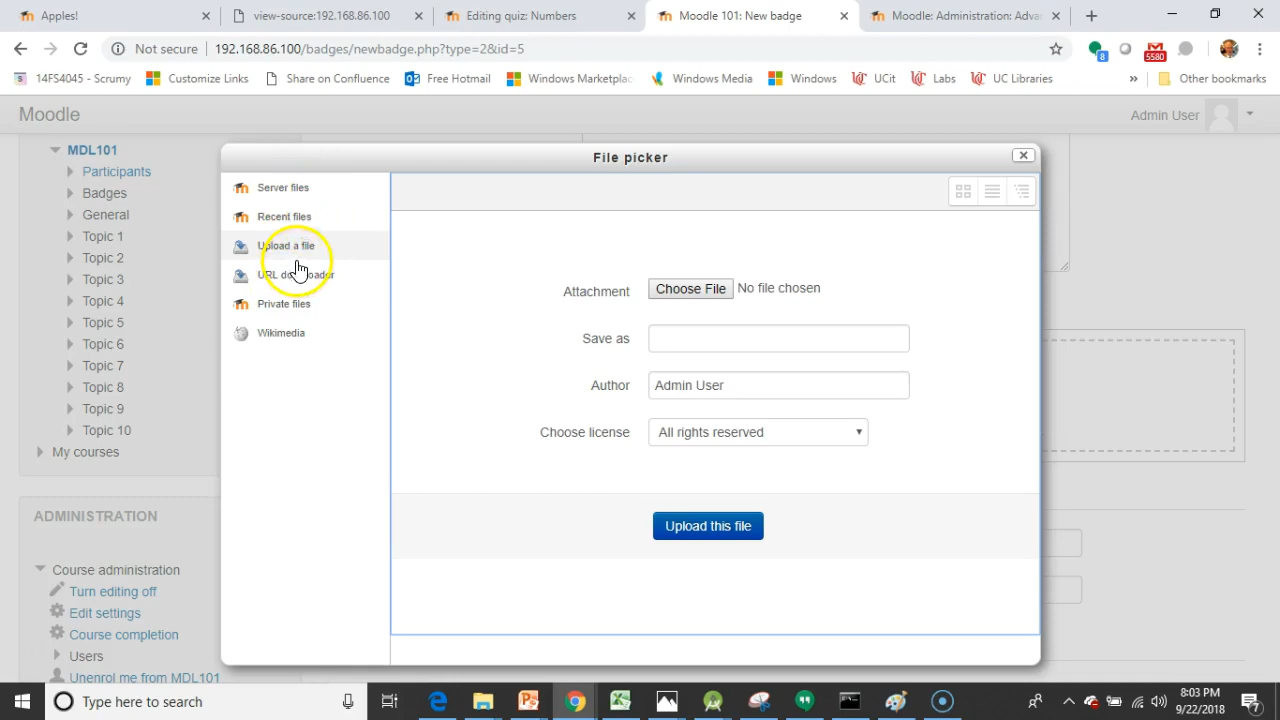 Apples!
view-source:192.168.86.100
Editing quiz: Numbers
Moodle 101: New badge
Moodle: Administration: Adva
Not secure
192.168.86.100/badges/newbadge.php?type=2&id=5
8
5580
14FS4045 - Scrumy
Customize Links
Share on Confluence
Free Hotmail
Windows Marketplac
Windows Media
Windows
UCit
Labs
UC Libraries
»
Other bookmarks
Moodle
Admin User
MDL101
Participants
Badges
General
Topic 1
Topic 2
Topic 3
Topic 4
Topic 5
Topic 6
Topic 7
Topic 8
Topic 9
Topic 10
My courses
ADMINISTRATION
Course administration
Turn editing off
Edit settings
Course completion
Users
Unenrol me from MDL101
File picker
Server files
Recent files
Upload a file
URL downloader
Private files
Wikimedia
Attachment
Choose File No file chosen
Save as
Author
Admin User
Choose license
All rights reserved
Upload this file
Type here to search
8:03 PM
9/22/2018
7